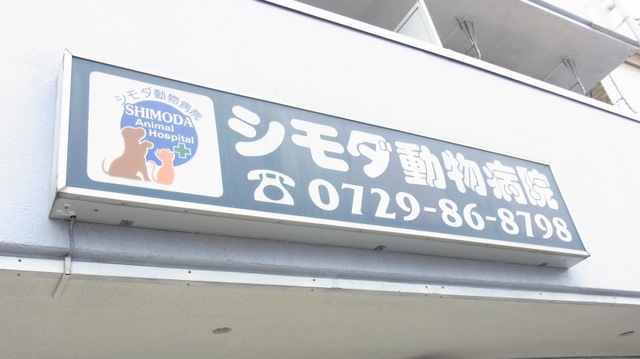 シモダ動物病院
SHIMODA
Animal
Hospital
シモダ動物病院
☎0729-86-8798